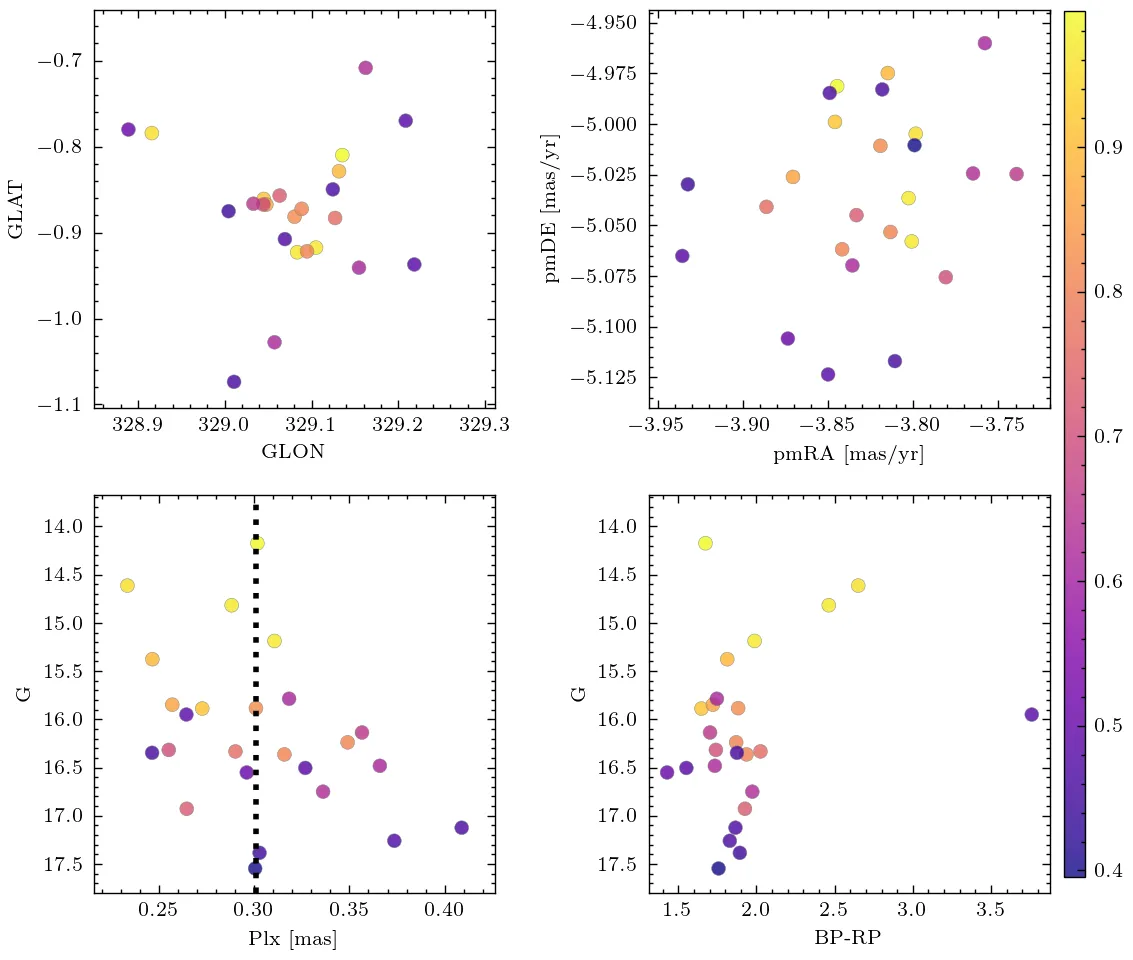 −0.7
−0.8
−0.9
−1.0
−1.1
GLAT
328.9 329.0 329.1 329.2 329.3
GLON
−4.950
−4.975
−5.000
−5.025
−5.050
−5.075
−5.100
−5.125
pmDE [mas/yr]
−3.95 −3.90 −3.85 −3.80 −3.75
pmRA [mas/yr]
14.0
14.5
15.0
15.5
16.0
16.5
17.0
17.5
G
0.25 0.30 0.35 0.40
Plx [mas]
14.0
14.5
15.0
15.5
16.0
16.5
17.0
17.5
G
1.5 2.0 2.5 3.0 3.5
BP-RP
0.9
0.8
0.7
0.6
0.5
0.4